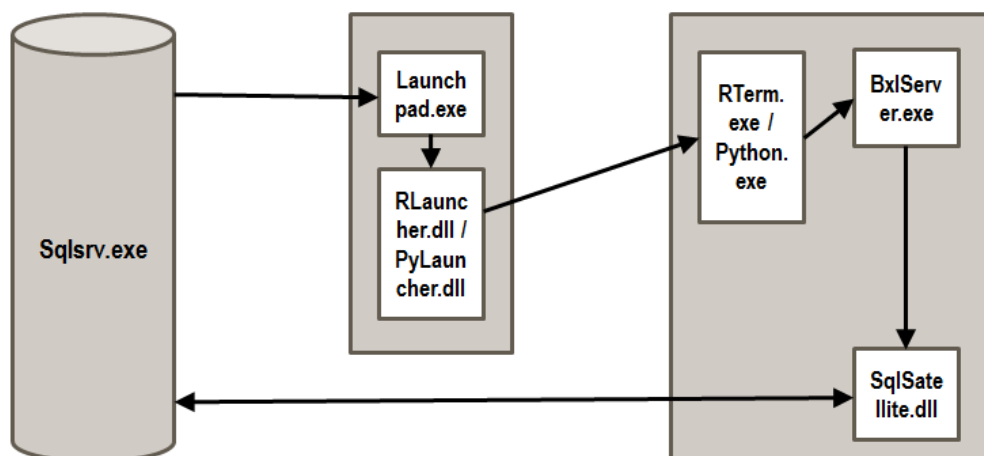 Sqlsrv.exe
Launch
pad.exe
RLaunc
her.dll /
PyLaun
cher.dll
RTerm.
exe /
Python.
exe
BxlServ
er.exe
SqlSate
llite.dll